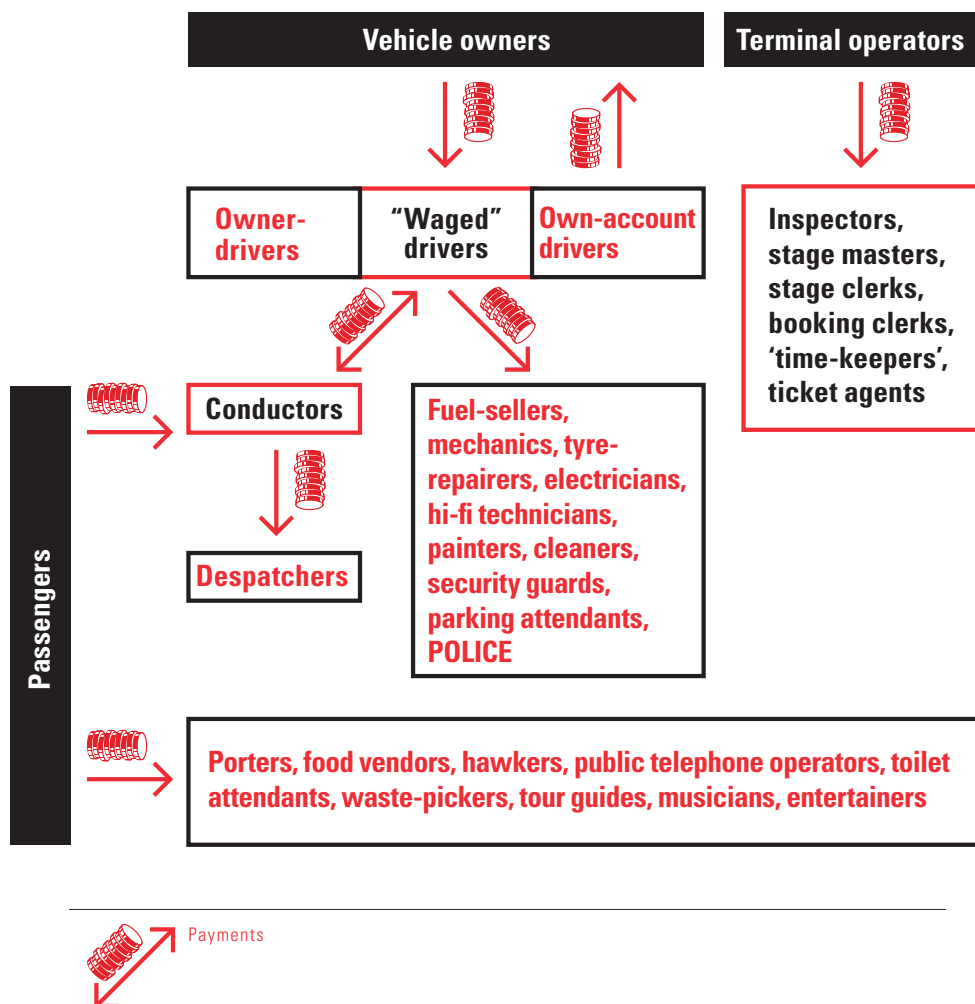 Vehicle owners
Terminal operators
Owner-
drivers
“Waged”
drivers
Own-account
drivers
Inspectors,
stage masters,
stage clerks,
booking clerks,
‘time-keepers’,
ticket agents
Passengers
Conductors
Fuel-sellers,
mechanics, tyre-
repairers, electricians,
hi-fi technicians,
painters, cleaners,
security guards,
parking attendants,
POLICE
Despatchers
Porters, food vendors, hawkers, public telephone operators, toilet
attendants, waste-pickers, tour guides, musicians, entertainers
Payments